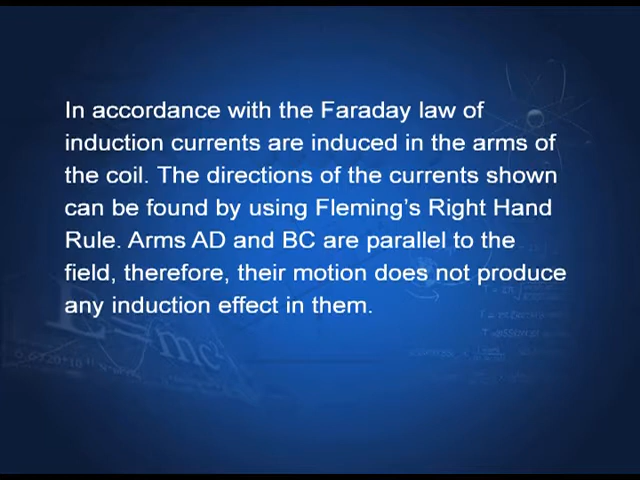 In accordance with the Faraday law of
induction currents are induced in the arms of
the coil. The directions of the currents shown
can be found by using Fleming's Right Hand
Rule. Arms AD and BC are parallel to the
field, therefore, their motion does not produce
any induction effect in them.
E=mc²